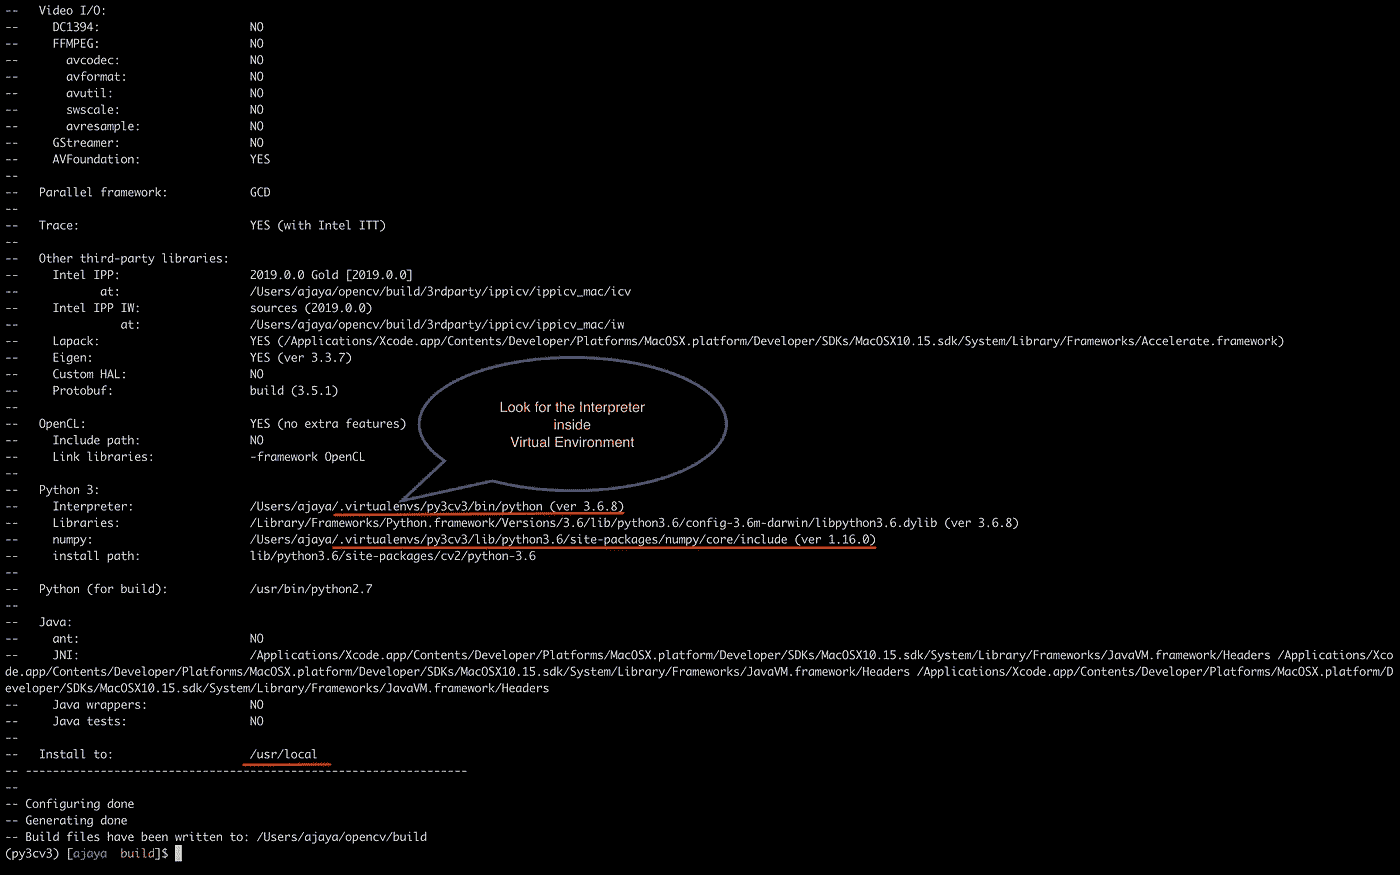 --   Video I/O:
--     DC1394:                      NO
--     FFMPEG:                      NO
--       avcodec:                   NO
--       avformat:                  NO
--       avutil:                    NO
--       swscale:                   NO
--       avresample:                NO
--     GStreamer:                   NO
--     AVFoundation:                YES
--
--   Parallel framework:            GCD
--
--   Trace:                         YES (with Intel ITT)
--
--   Other third-party libraries:
--     Intel IPP:                   2019.0.0 Gold [2019.0.0]
--            at:                   /Users/ajaya/opencv/build/3rdparty/ippicv/ippicv_mac/icv
--     Intel IPP IW:                sources (2019.0.0)
--               at:                /Users/ajaya/opencv/build/3rdparty/ippicv/ippicv_mac/iw
--     Lapack:                      YES (/Applications/Xcode.app/Contents/Developer/Platforms/MacOSX.platform/Developer/SDKs/MacOSX10.15.sdk/System/Library/Frameworks/Accelerate.framework)
--     Eigen:                       YES (ver 3.3.7)
--     Custom HAL:                  NO
--     Protobuf:                    build (3.5.1)
--
--   OpenCL:                        YES (no extra features)
--     Include path:                NO
--     Link libraries:              -framework OpenCL
--
Look for the Interpreter
inside
Virtual Environment
--   Python 3:
--     Interpreter:                 /Users/ajaya/.virtualenvs/py3cv3/bin/python (ver 3.6.8)
--     Libraries:                   /Library/Frameworks/Python.framework/Versions/3.6/lib/python3.6/config-3.6m-darwin/libpython3.6.dylib (ver 3.6.8)
--     numpy:                       /Users/ajaya/.virtualenvs/py3cv3/lib/python3.6/site-packages/numpy/core/include (ver 1.16.0)
--     install path:                lib/python3.6/site-packages/cv2/python-3.6
--
--   Python (for build):            /usr/bin/python2.7
--
--   Java:
--     ant:                         NO
--     JNI:                         /Applications/Xcode.app/Contents/Developer/Platforms/MacOSX.platform/Developer/SDKs/MacOSX10.15.sdk/System/Library/Frameworks/JavaVM.framework/Headers /Applications/Xco
de.app/Contents/Developer/Platforms/MacOSX.platform/Developer/SDKs/MacOSX10.15.sdk/System/Library/Frameworks/JavaVM.framework/Headers /Applications/Xcode.app/Contents/Developer/Platforms/MacOSX.platform/D
eveloper/SDKs/MacOSX10.15.sdk/System/Library/Frameworks/JavaVM.framework/Headers
--     Java wrappers:               NO
--     Java tests:                  NO
--
--   Install to:                    /usr/local
-- -----------------------------------------------------------------
--
-- Configuring done
-- Generating done
-- Build files have been written to: /Users/ajaya/opencv/build
(py3cv3) [ajaya  build]$